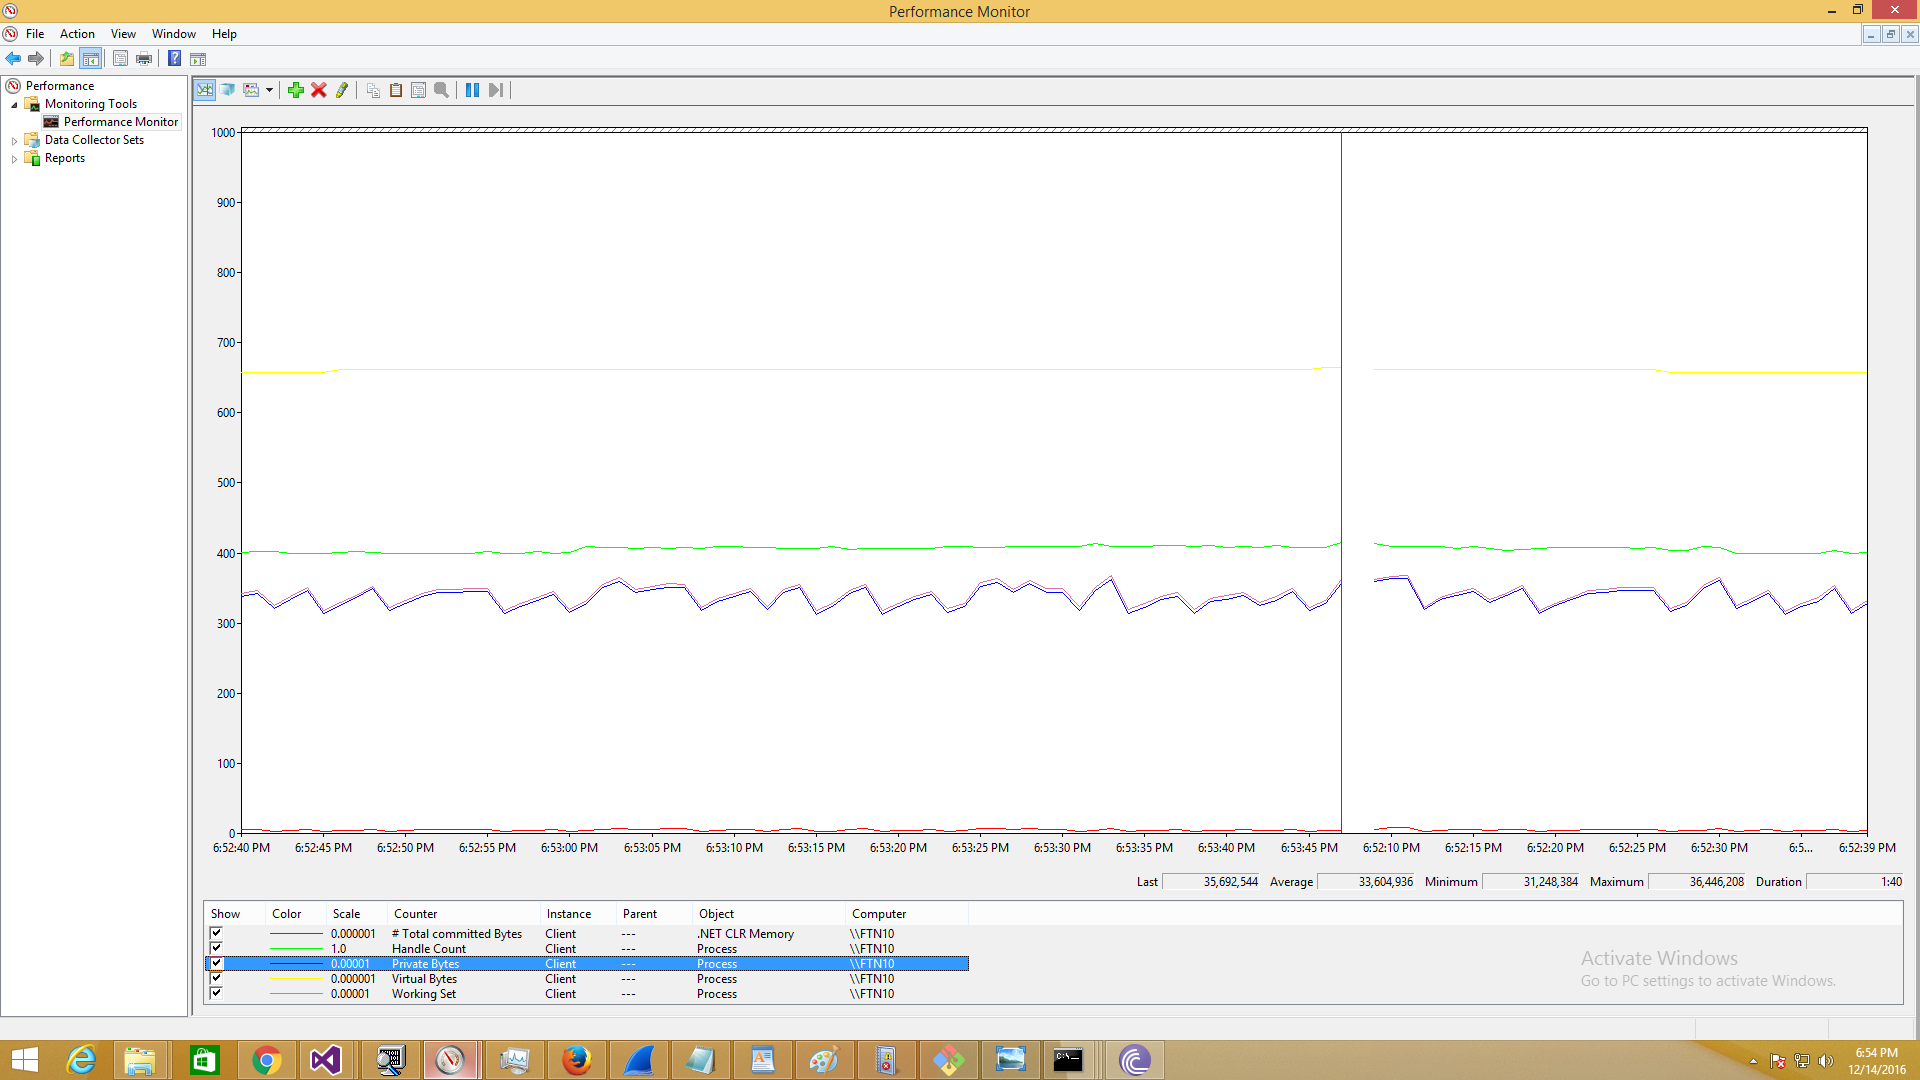 Performance Monitor
File Action View Window Help
Performance
Monitoring Tools
Performance Monitor
Data Collector Sets
Reports
1000
900
800
700
600
500
400
300
200
100
0
6:52:40 PM 6:52:45 PM 6:52:50 PM 6:52:55 PM 6:53:00 PM 6:53:05 PM 6:53:10 PM 6:53:15 PM 6:53:20 PM 6:53:25 PM 6:53:30 PM 6:53:35 PM 6:53:40 PM 6:53:45 PM 6:52:10 PM 6:52:15 PM 6:52:20 PM 6:52:25 PM 6:52:30 PM 6:5... 6:52:39 PM
Last 35,692,544 Average 33,604,936 Minimum 31,248,384 Maximum 36,446,208 Duration 1:40
Show Color Scale Counter Instance Parent Object Computer
0.000001 # Total committed Bytes Client --- .NET CLR Memory \\FTN10
1.0 Handle Count Client --- Process \\FTN10
0.00001 Private Bytes Client --- Process \\FTN10
0.000001 Virtual Bytes Client --- Process \\FTN10
0.00001 Working Set Client --- Process \\FTN10
Activate Windows
Go to PC settings to activate Windows.
6:54 PM
12/14/2016